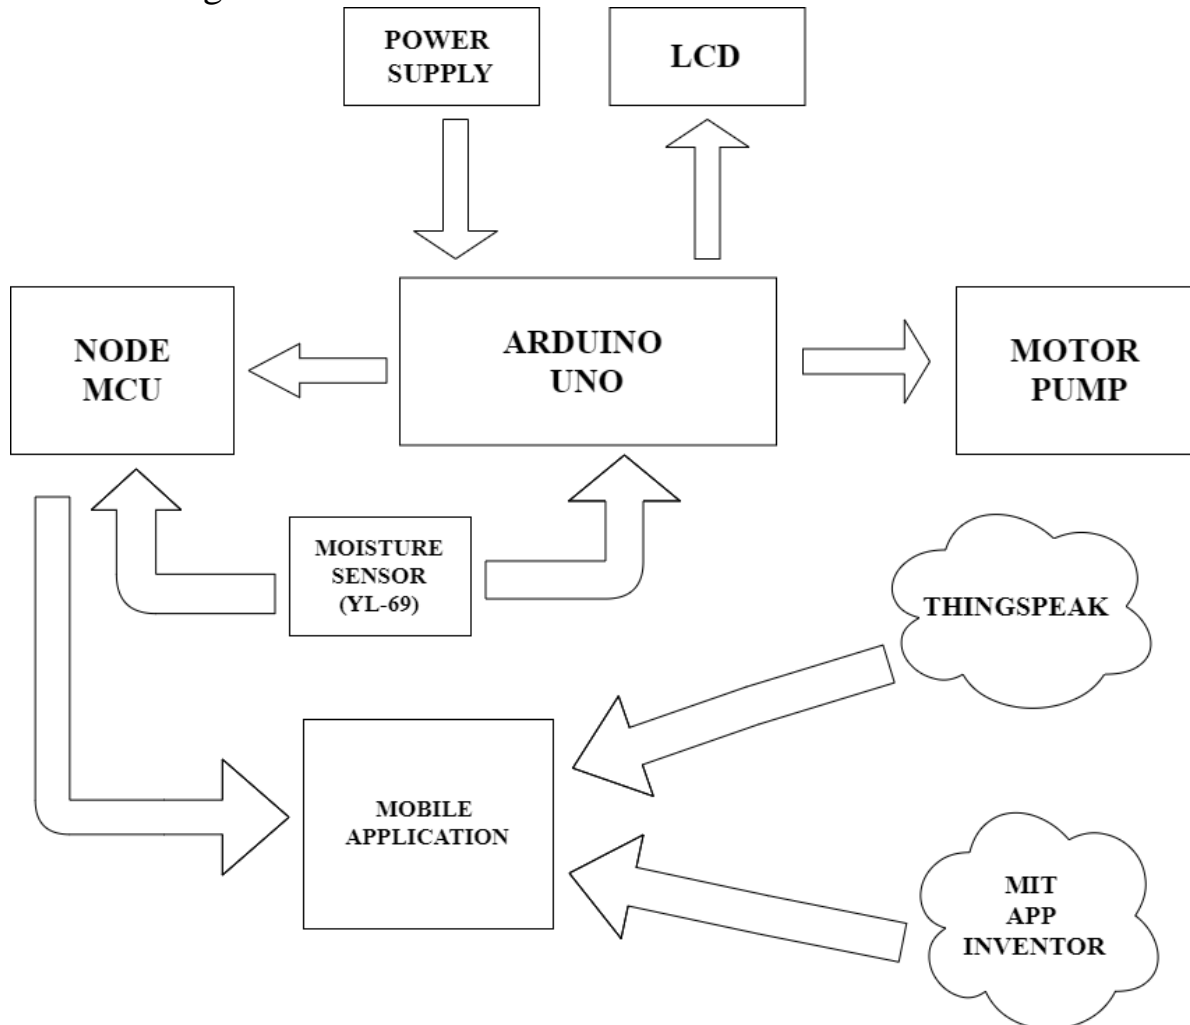 POWER
SUPPLY
LCD
NODE
MCU
ARDUINO
UNO
MOTOR
PUMP
MOISTURE
SENSOR
(YL-69)
THINGSPEAK
MOBILE
APPLICATION
MIT
APP
INVENTOR